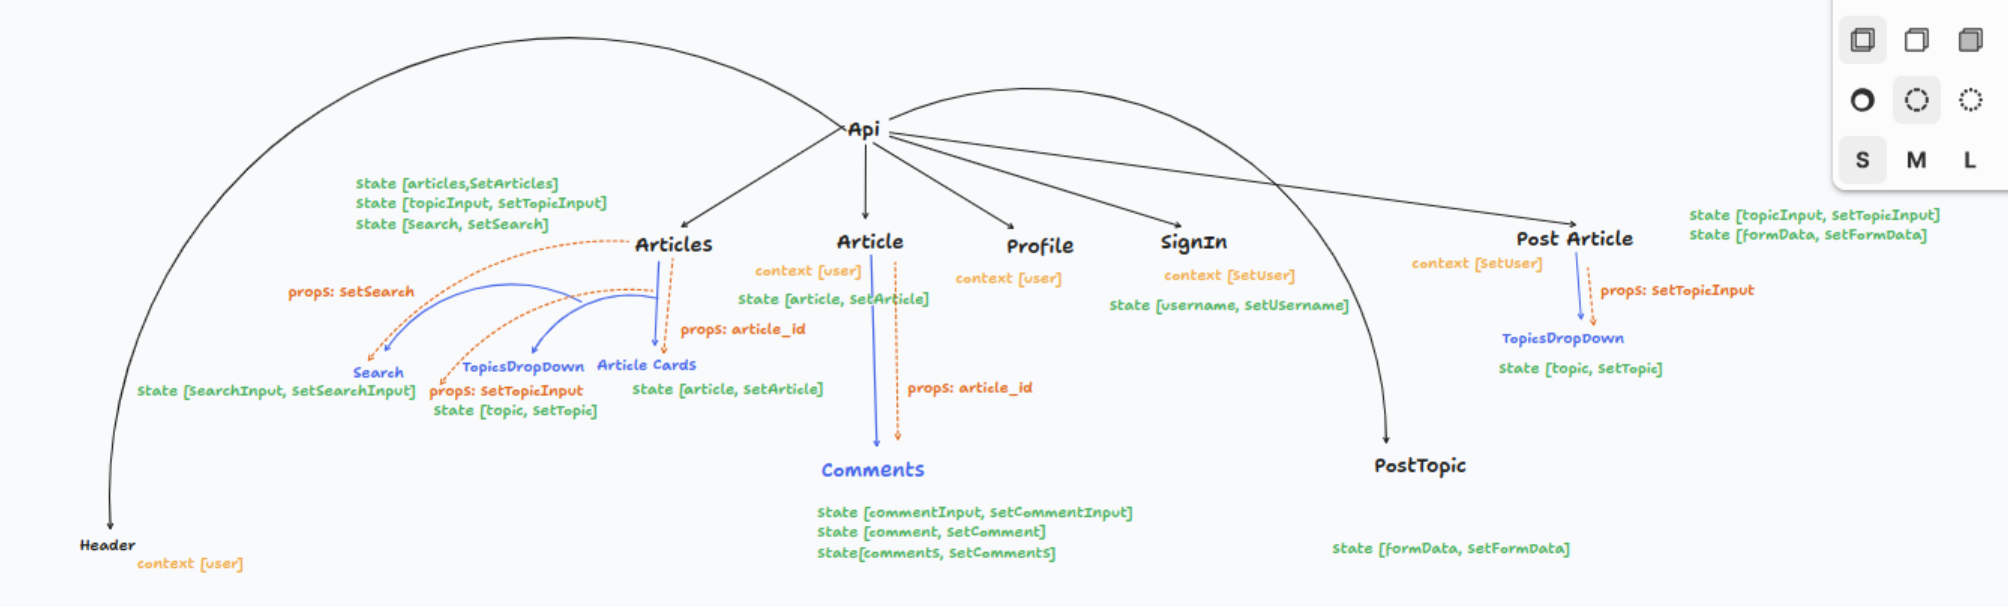 Api
state [articles,SetArticles]
state [topicInput, setTopicInput]
state [Search, setSearch]
Articles
props: setSearch
props: article_id
Search
state [SearchInput, setSearchInput]
TopicsDropDown
props: setTopicInput
state [topic, setTopic]
Article Cards
state [article, setArticle]
Article
context [user]
state [article, setArticle]
props: article_id
Comments
state [commentInput, setCommentInput]
state [comment, setComment]
state[comments, setComments]
Profile
context [user]
SignIn
context [setUser]
state [username, setUSername]
Post Article
context [setUser]
state [topicInput, setTopicInput]
state [formData, setFormData]
props: setTopicInput
TopicsDropDown
state [topic, setTopic]
PostTopic
state [formData, setFormData]
Header
context [user]
S M L